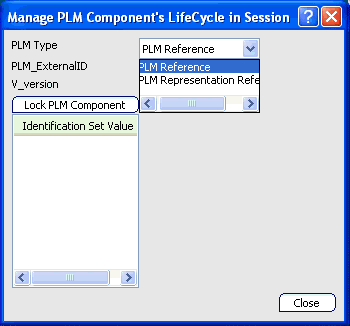 Manage PLM Component's LifeCycle in Session
PLM Type
PLM Reference
PLM_ExternalID
PLM Reference
V_version
PLM Representation Refe
Lock PLM Component
Identification Set Value
Close